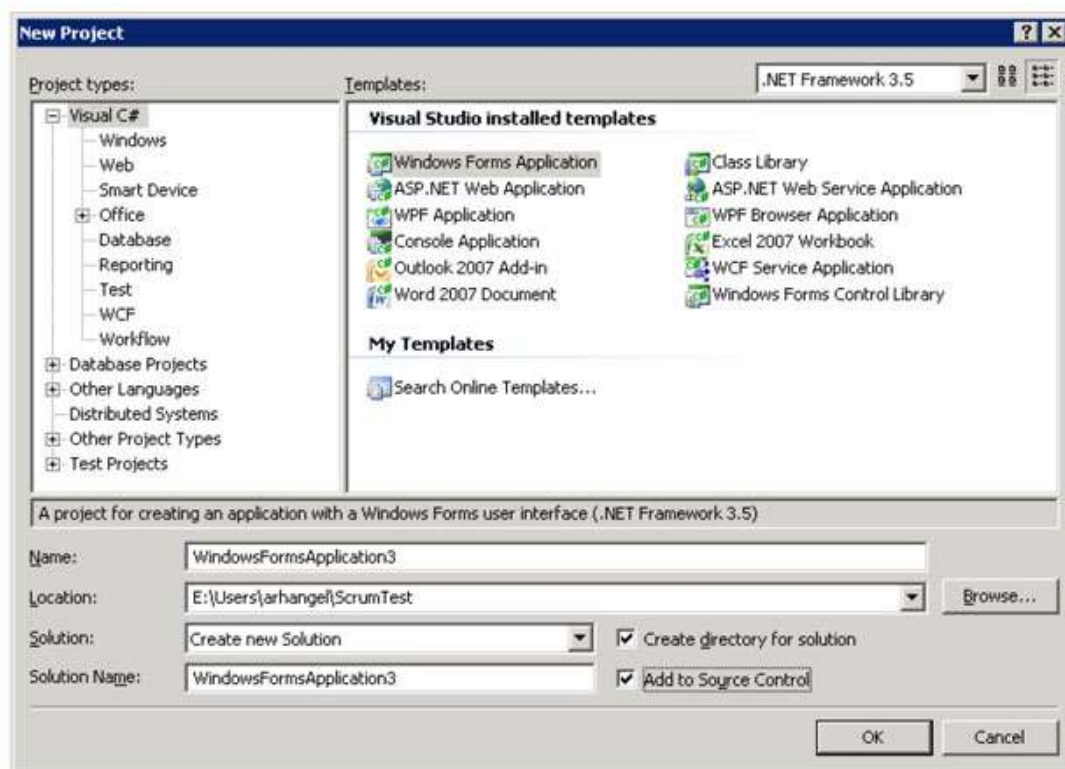 New Project
Project types:
Templates:
.NET Framework 3.5
Visual C#
Windows
Web
Smart Device
Office
Database
Reporting
Test
WCF
Workflow
Database Projects
Other Languages
Distributed Systems
Other Project Types
Test Projects
Visual Studio installed templates
Windows Forms Application
Class Library
ASP.NET Web Application
ASP.NET Web Service Application
WPF Application
WPF Browser Application
Console Application
Excel 2007 Workbook
Outlook 2007 Add-in
WCF Service Application
Word 2007 Document
Windows Forms Control Library
My Templates
Search Online Templates...
A project for creating an application with a Windows Forms user interface (.NET Framework 3.5)
Name:
WindowsFormsApplication3
Location:
E:\Users\arhangel\ScrumTest
Browse...
Solution:
Create new Solution
Create directory for solution
Solution Name:
WindowsFormsApplication3
Add to Source Control
OK
Cancel